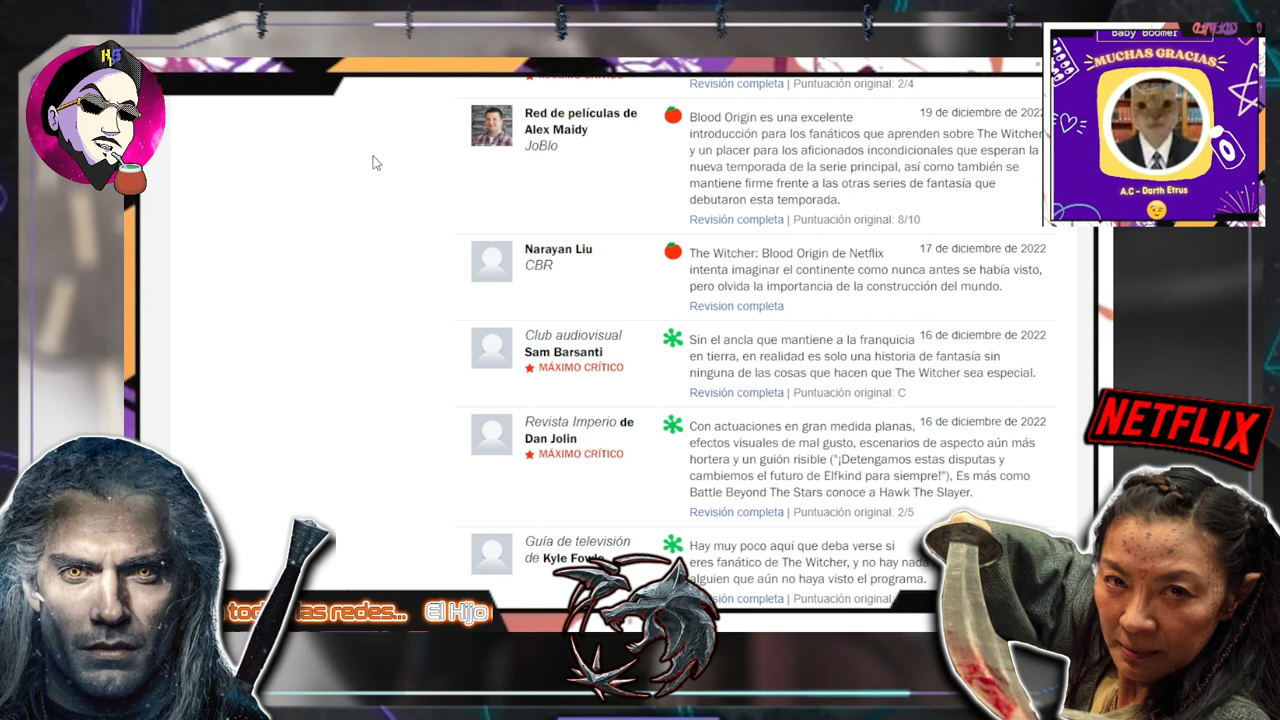 MÁXIMO CRÍTICO
Revisión completa | Puntuación original: 2/4
Red de películas de
Alex Maidy
JoBlo
19 de diciembre de 202
Blood Origin es una excelente
introducción para los fanáticos que aprenden sobre The Witcher
y un placer para los aficionados incondicionales que esperan la
nueva temporada de la serie principal, así como también se
mantiene firme frente a las otras series de fantasía que
debutaron esta temporada.
Revisión completa | Puntuación original: 8/10
Narayan Liu
CBR
17 de diciembre de 2022
The Witcher: Blood Origin de Netflix
intenta imaginar el continente como nunca antes se había visto,
pero olvida la importancia de la construcción del mundo.
Revision completa
Club audiovisual
Sam Barsanti
MÁXIMO CRÍTICO
16 de diciembre de 2022
Sin el ancla que mantiene a la franquicia
en tierra, en realidad es solo una historia de fantasía sin
ninguna de las cosas que hacen que The Witcher sea especial.
Revisión completa | Puntuación original: C
Revista Imperio de
Dan Jolin
MÁXIMO CRÍTICO
16 de diciembre de 2022
Con actuaciones en gran medida planas,
efectos visuales de mal gusto, escenarios de aspecto aún más
hortera y un guión risible ("¡Detengamos estas disputas y
cambiemos el futuro de Elfkind para siempre!"), Es más como
Battle Beyond The Stars conoce a Hawk The Slayer.
Revisión completa | Puntuación original: 2/5
Guía de televisión
de Kyle Fowle
Hay muy poco aquí que deba verse si
eres fanático de The Witcher, y no hay nada
alguien que aún no haya visto el programa.
sión completa | Puntuación original:
Baby Boomer
¡MUCHAS GRACIAS!
A.C - Darth Etrus
NETFLIX
las redes... El Hijo